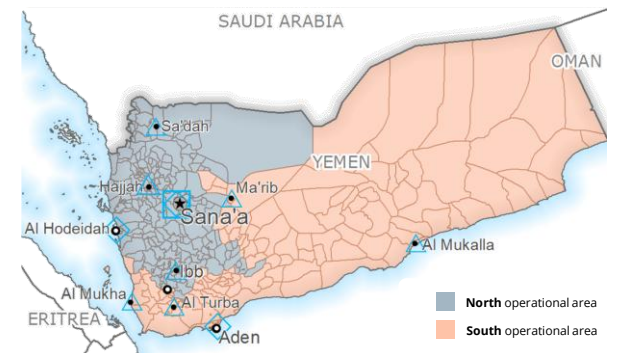 SAUDI ARABIA
OMAN
Sa'dah
YEMEN
Hajjah
Ma'rib
Sana'a
Al Hodeidah
Al Mukalla
Ibb
Al Mukha
Al Turba
ERITREA
Aden
North operational area
South operational area